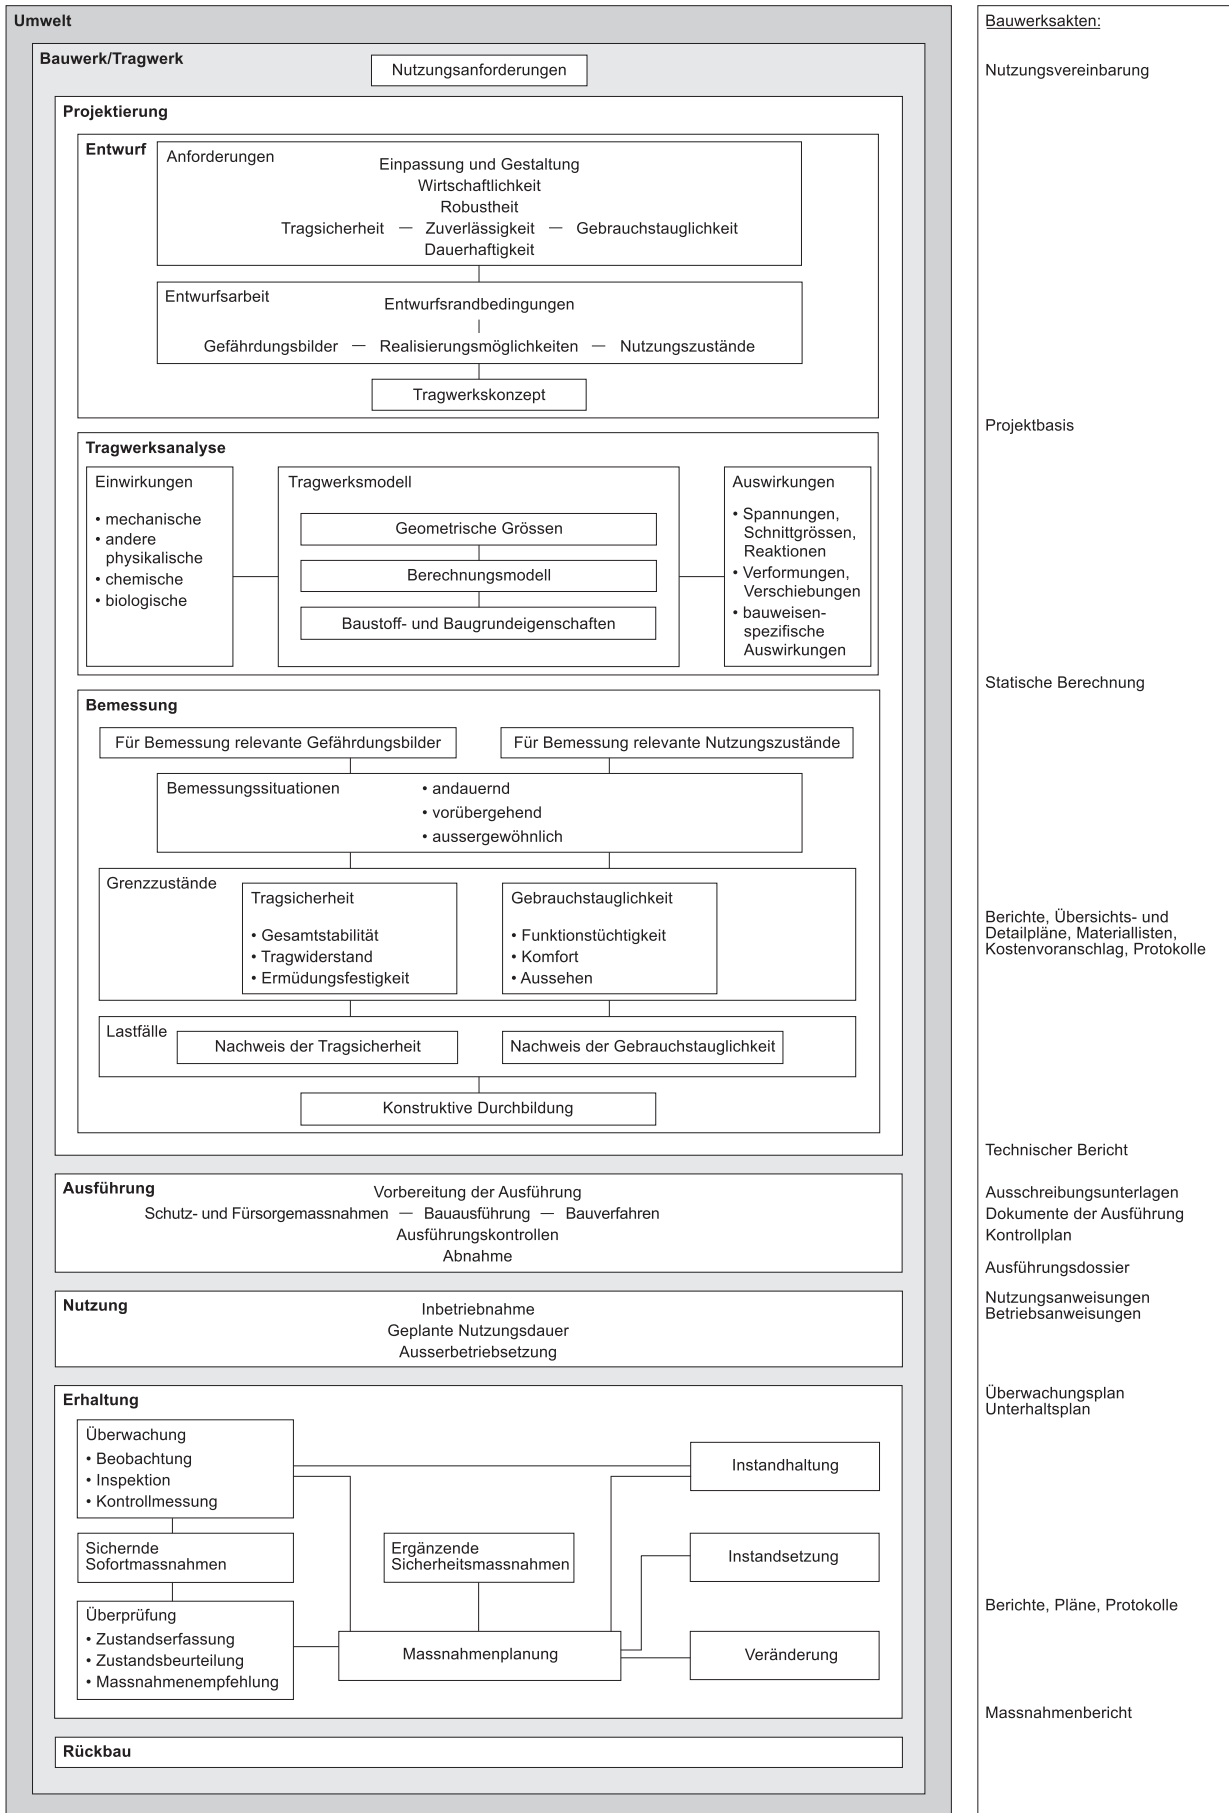 Umwelt
Bauwerk/Tragwerk
Nutzungsanforderungen
Projektierung
Entwurf
Anforderungen
Einpassung und Gestaltung
Wirtschaftlichkeit
Robustheit
Tragsicherheit — Zuverlässigkeit — Gebrauchstauglichkeit
Dauerhaftigkeit
Entwurfsarbeit
Entwurfsrandbedingungen
Gefährdungsbilder — Realisierungsmöglichkeiten — Nutzungszustände
Tragwerkskonzept
Tragwerksanalyse
Einwirkungen
• mechanische
• andere
physikalische
• chemische
• biologische
Tragwerksmodell
Geometrische Grössen
Berechnungsmodell
Baustoff- und Baugrundeigenschaften
Auswirkungen
• Spannungen,
Schnittgrössen,
Reaktionen
• Verformungen,
Verschiebungen
• bauweisen-
spezifische
Auswirkungen
Bemessung
Für Bemessung relevante Gefährdungsbilder
Für Bemessung relevante Nutzungszustände
Bemessungssituationen
• andauernd
• vorübergehend
• aussergewöhnlich
Grenzzustände
Tragsicherheit
• Gesamtstabilität
• Tragwiderstand
• Ermüdungsfestigkeit
Gebrauchstauglichkeit
• Funktionstüchtigkeit
• Komfort
• Aussehen
Lastfälle
Nachweis der Tragsicherheit
Nachweis der Gebrauchstauglichkeit
Konstruktive Durchbildung
Ausführung
Vorbereitung der Ausführung
Schutz- und Fürsorgemassnahmen — Bauausführung — Bauverfahren
Ausführungskontrollen
Abnahme
Nutzung
Inbetriebnahme
Geplante Nutzungsdauer
Ausserbetriebsetzung
Erhaltung
Überwachung
• Beobachtung
• Inspektion
• Kontrollmessung
Sichernde
Sofortmassnahmen
Überprüfung
• Zustandserfassung
• Zustandsbeurteilung
• Massnahmenempfehlung
Ergänzende
Sicherheitsmassnahmen
Massnahmenplanung
Instandhaltung
Instandsetzung
Veränderung
Rückbau
Bauwerksakten:
Nutzungsvereinbarung
Projektbasis
Statische Berechnung
Berichte, Übersichts- und
Detailpläne, Materiallisten,
Kostenvoranschlag, Protokolle
Technischer Bericht
Ausschreibungsunterlagen
Dokumente der Ausführung
Kontrollplan
Ausführungsdossier
Nutzungsanweisungen
Betriebsanweisungen
Überwachungsplan
Unterhaltsplan
Berichte, Pläne, Protokolle
Massnahmenbericht